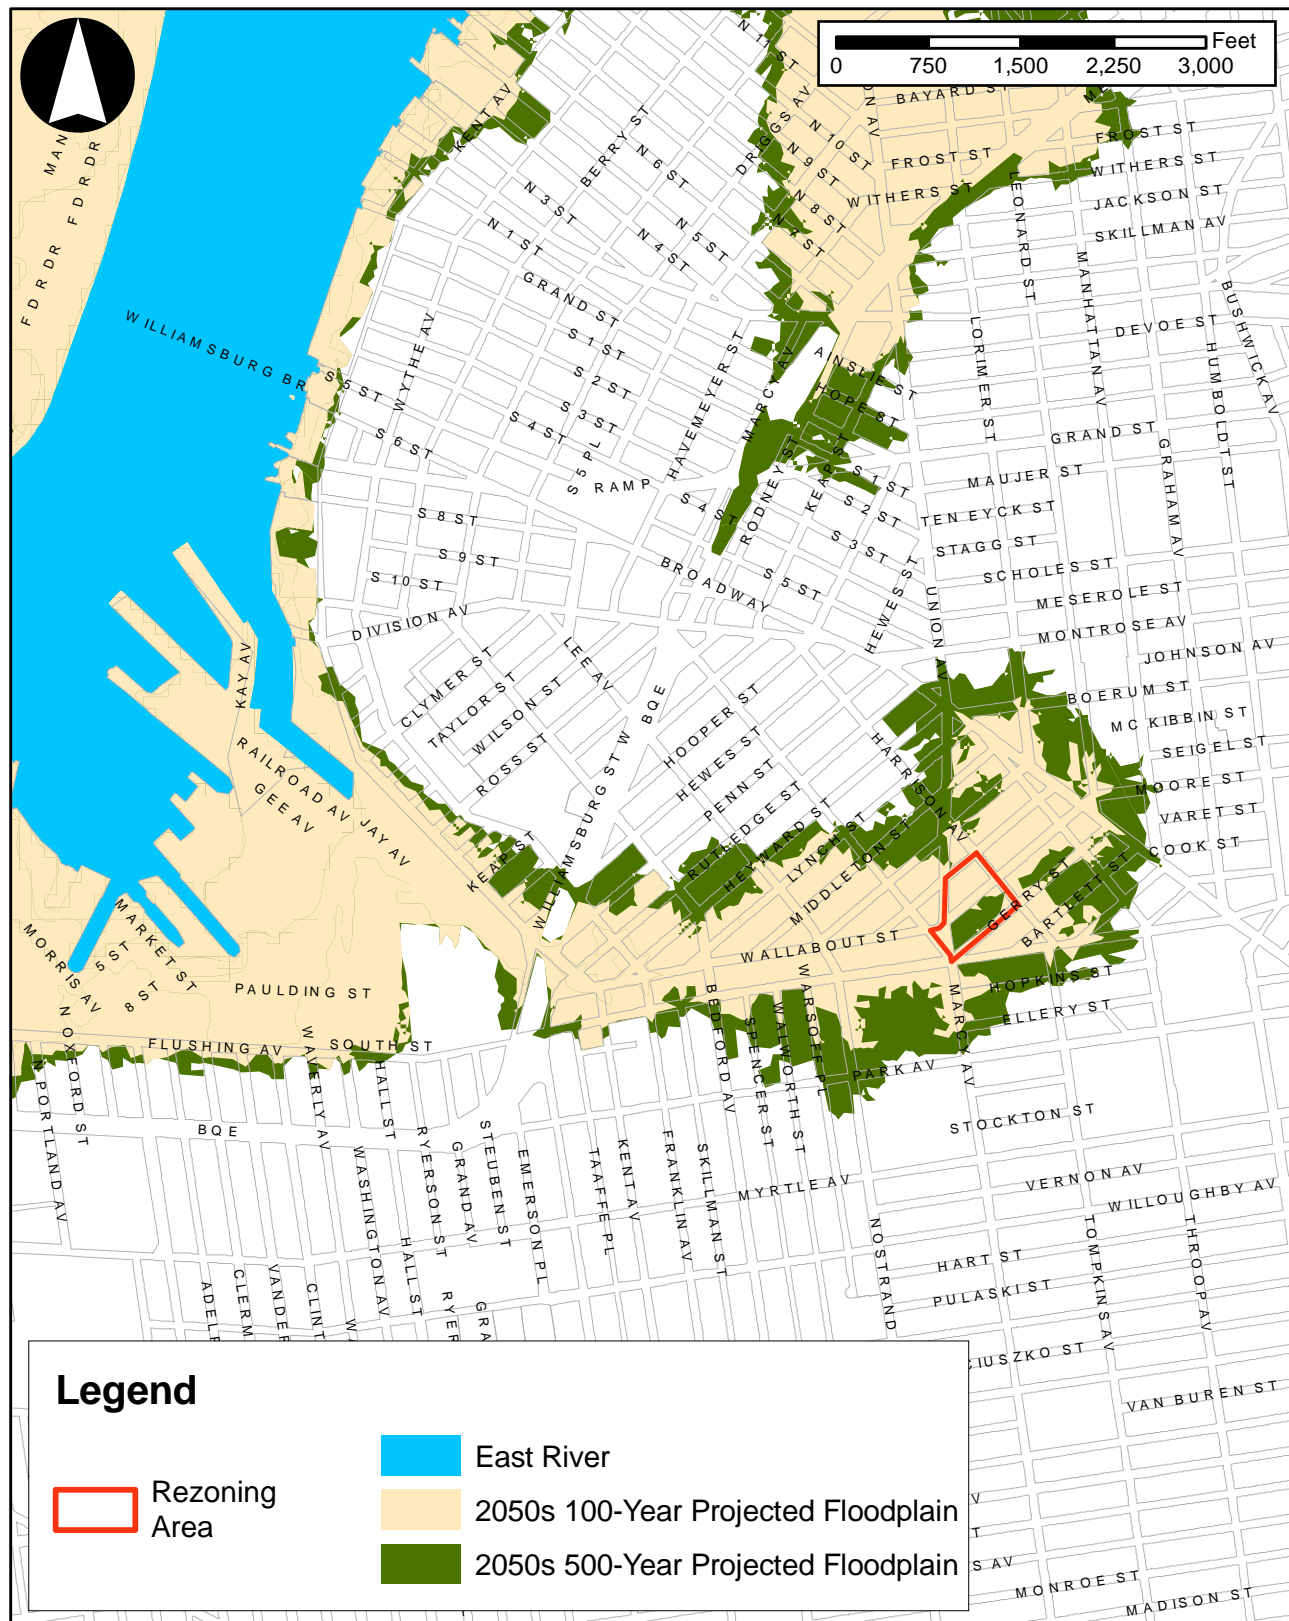 Feet
0 750 1,500 2,250 3,000
N 11 ST
BAYARD ST
KENT AV
BERRY ST
DRIGGS AV
N 10 ST
FROST ST
FROST ST
N 6 ST
N 9 ST
WITHERS ST
WITHERS ST
FDR DR
FDR DR
N 3 ST
N 8 ST
LEONARD ST
JACKSON ST
N 1 ST
N 5 ST
N 4 ST
N 7 ST
SKILLMAN AV
MANHATTAN AV
BUSHWICK AV
GRAND ST
WILLIAMSBURG BR
WYTHE AV
S 1 ST
HAVEMEYER ST
MARCY AV
AINSLIE ST
LORIMER ST
DEVOE ST
HUMBOLDT ST
S 5 ST
S 2 ST
HOPE ST
S 3 ST
S 6 ST
S 4 ST
GRAND ST
GRAHAM AV
S 5 PL
RAMP
RODNEY ST
KEAP ST
S 1 ST
MAUJER ST
S 8 ST
S 4 ST
S 2 ST
TEN EYCK ST
S 9 ST
S 3 ST
STAGG ST
S 10 ST
BROADWAY
S 5 ST
HEWES ST
SCHOLES ST
UNION AV
MESEROLE ST
DIVISION AV
MONTROSE AV
KAY AV
CLYMER ST
LEE AV
JOHNSON AV
TAYLOR ST
WILSON ST
WILLIAMSBURG ST W
BQE
HOOPER ST
BOERUM ST
MC KIBBIN ST
RAILROAD AV
ROSS ST
HEWES ST
HARRISON AV
SEIGEL ST
GEE AV
JAY AV
PENN ST
MOORE ST
RUTLEDGE ST
HEYWARD ST
LYNCH ST
VARET ST
KEAP ST
MIDDLETON ST
COOK ST
GERRY ST
BARTLETT ST
MARKET ST
MORRIS AV
5 ST
8 ST
WALLABOUT ST
PAULDING ST
HOPKINS ST
N OXFORD ST
WAVERLY AV
BEDFORD AV
WARSOFF PL
MARCY AV
ELLERY ST
FLUSHING AV
SOUTH ST
SPENCER ST
WALWORTH ST
N PORTLAND AV
HALL ST
PARK AV
BQE
STOCKTON ST
WASHINGTON AV
RYERSON ST
GRAND AV
STEUBEN ST
EMERSON PL
TAAFFE PL
KENT AV
FRANKLIN AV
SKILLMAN ST
MYRTLE AV
VERNON AV
WILLOUGHBY AV
NOSTRAND
TOMPKINS AV
THROOP AV
HALL ST
HART ST
PULASKI ST
CIUSZKO ST
VAN BUREN ST
MONROE ST
MADISON ST
Legend
Rezoning
Area
East River
2050s 100-Year Projected Floodplain
2050s 500-Year Projected Floodplain